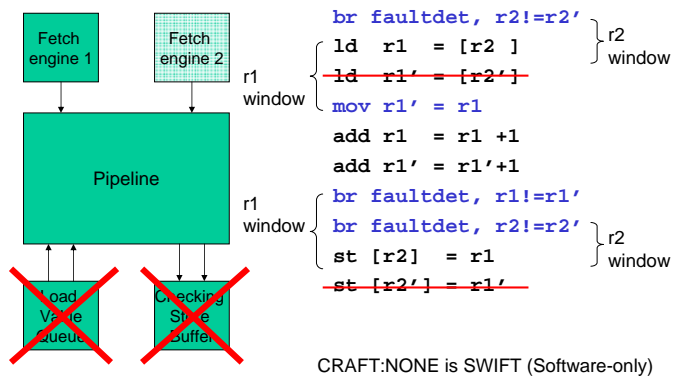 Fetch
engine 1
Fetch
engine 2
Pipeline
Load
Value
Queue
Checking
Store
Buffer
br faultdet, r2!=r2’
ld r1 = [r2 ]
ld r1’ = [r2’]
mov r1’ = r1
add r1 = r1 +1
add r1’ = r1’+1
br faultdet, r1!=r1’
br faultdet, r2!=r2’
st [r2] = r1
st [r2’] = r1’
r1
window
r2
window
r1
window
r2
window
CRAFT:NONE is SWIFT (Software-only)